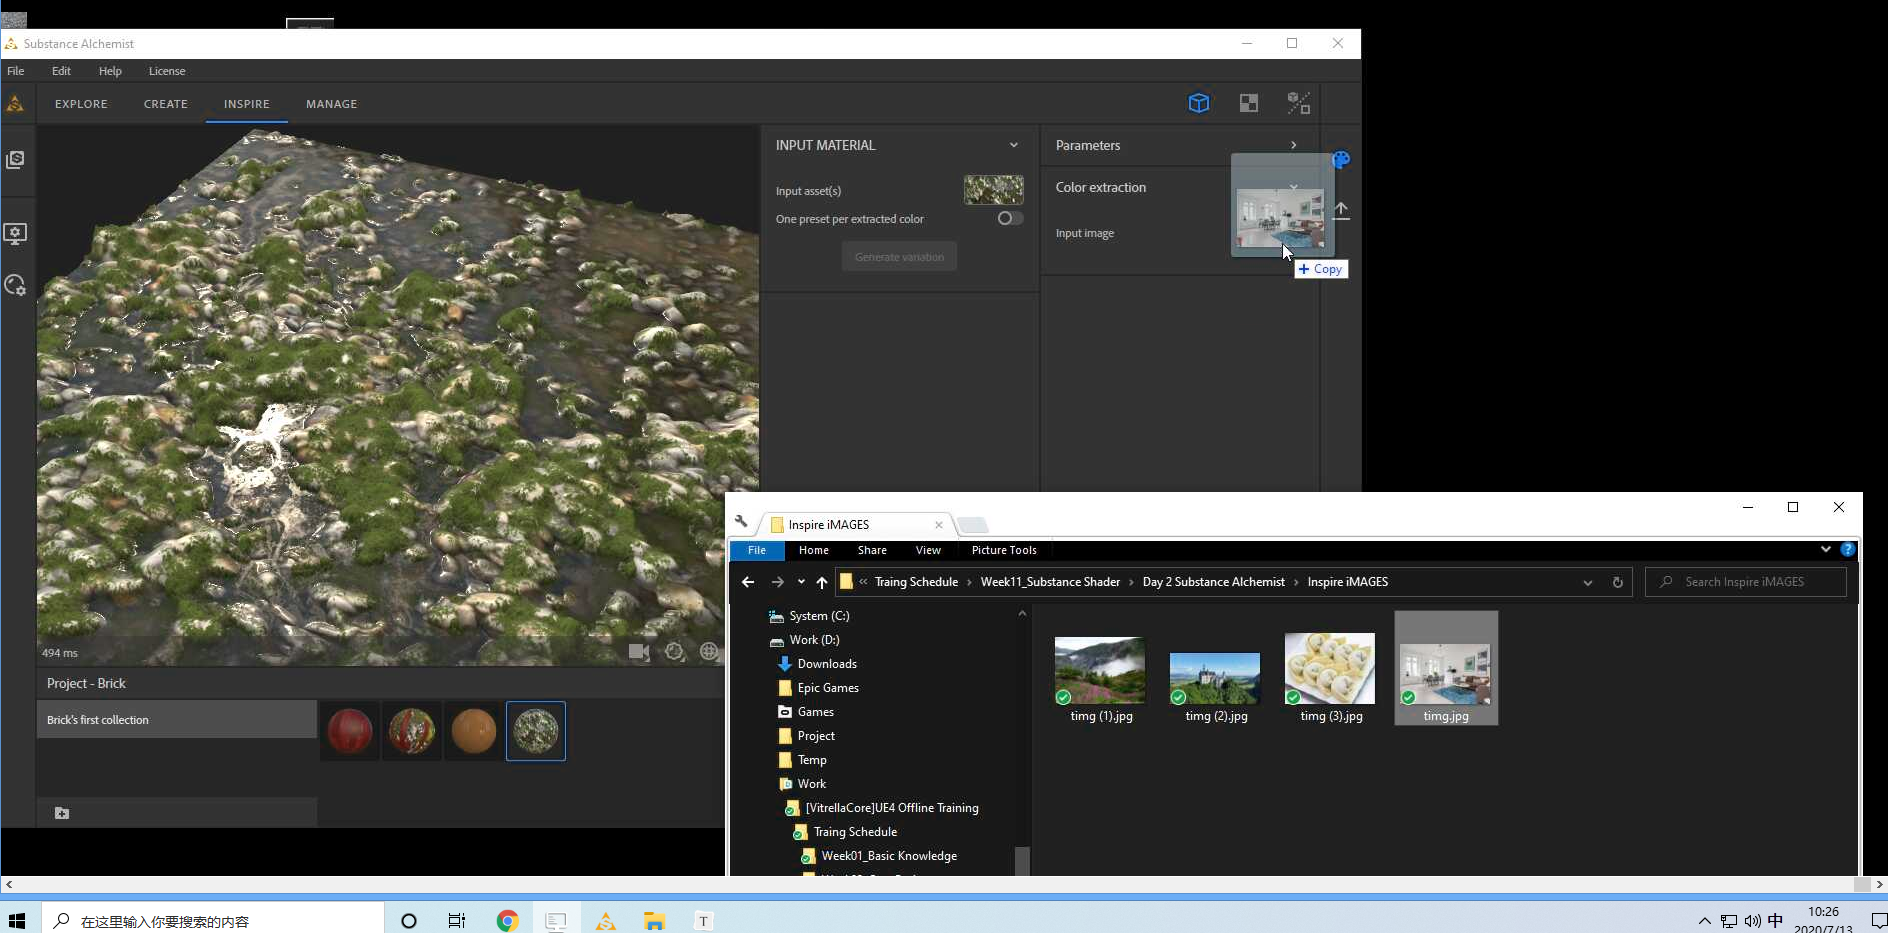 Substance Alchemist
File Edit Help License
EXPLORE CREATE INSPIRE MANAGE
INPUT MATERIAL
Input asset(s)
One preset per extracted color
Generate variation
Parameters
Color extraction
Input image
Copy
494 ms
Project - Brick
Brick's first collection
Inspire iMAGES
File Home Share View Picture Tools
« Traing Schedule › Week11_Substance Shader › Day 2 Substance Alchemist › Inspire iMAGES
Search Inspire iMAGES
System (C:)
Work (D:)
Downloads
Epic Games
Games
Project
Temp
Work
[VitrellaCore]UE4 Offline Training
Traing Schedule
Week01_Basic Knowledge
timg (1).jpg
timg (2).jpg
timg (3).jpg
timg.jpg
在这里输入你要搜索的内容
T
中
10:26
2020/7/13